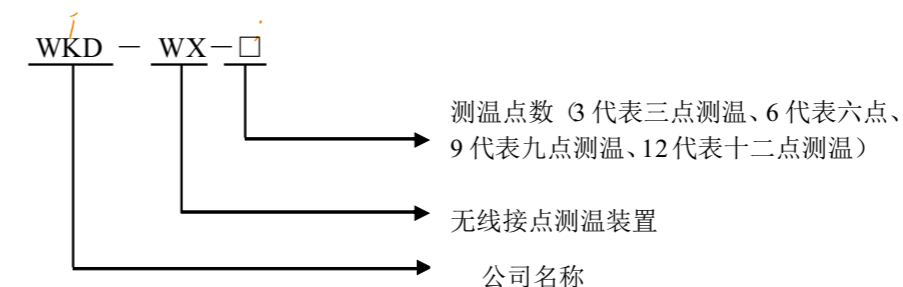 WKD － WX－□
测温点数（3 代表三点测温、6 代表六点、
9 代表九点测温、12 代表十二点测温）
无线接点测温装置
公司名称